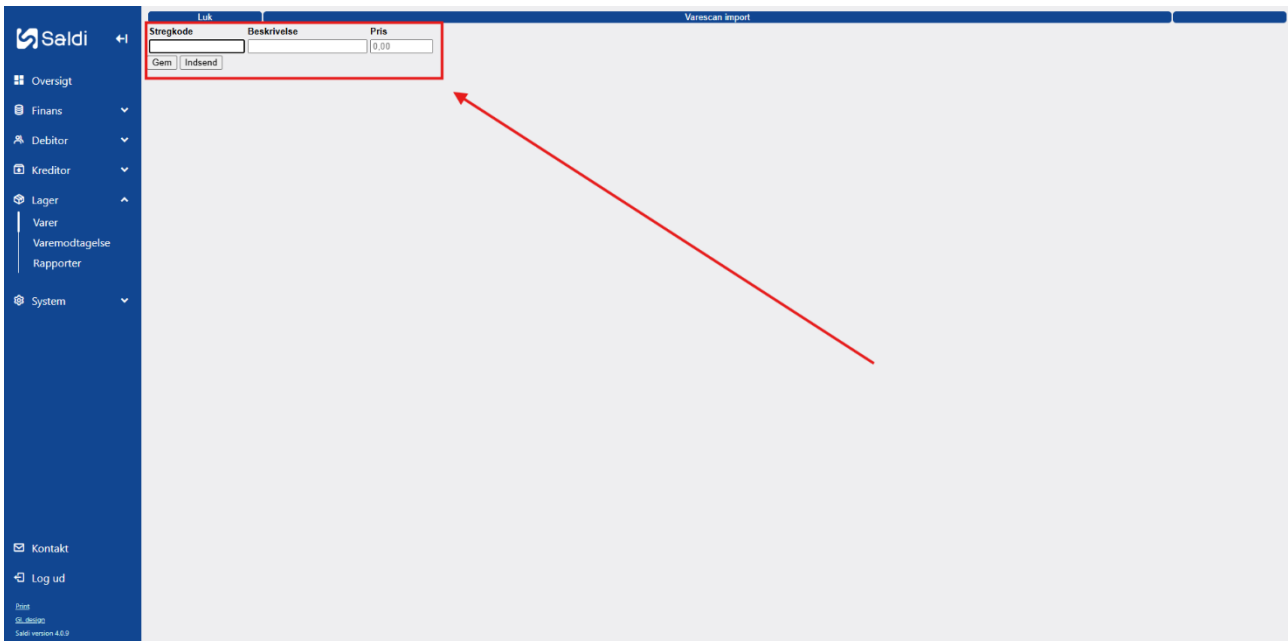 Saldi
Oversigt
Finans
Debitor
Kreditor
Lager
Varer
Varemodtagelse
Rapporter
System
Kontakt
Log ud
Print
GL design
Saldi version 4.0.9
Luk Varescan import
Stregkode Beskrivelse Pris
0,00
Gem Indsend